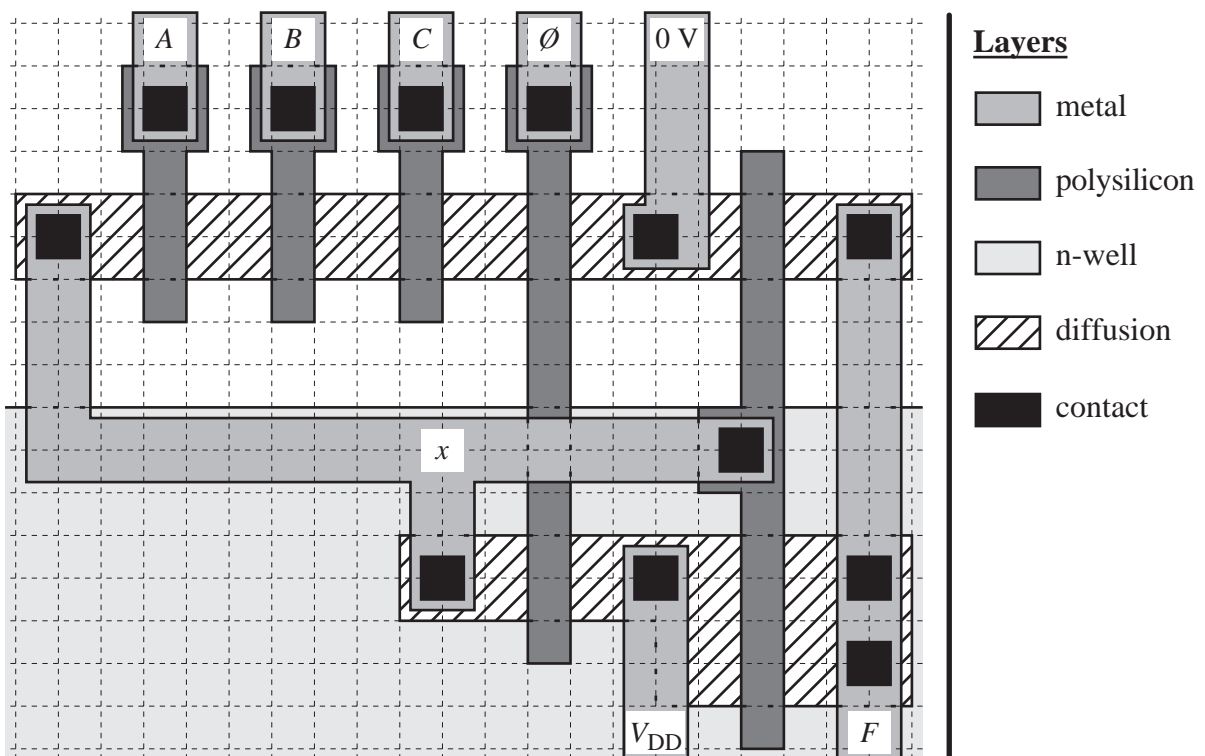 A B C Ø 0 V
x
VDD F
Layers
metal
polysilicon
n-well
diffusion
contact